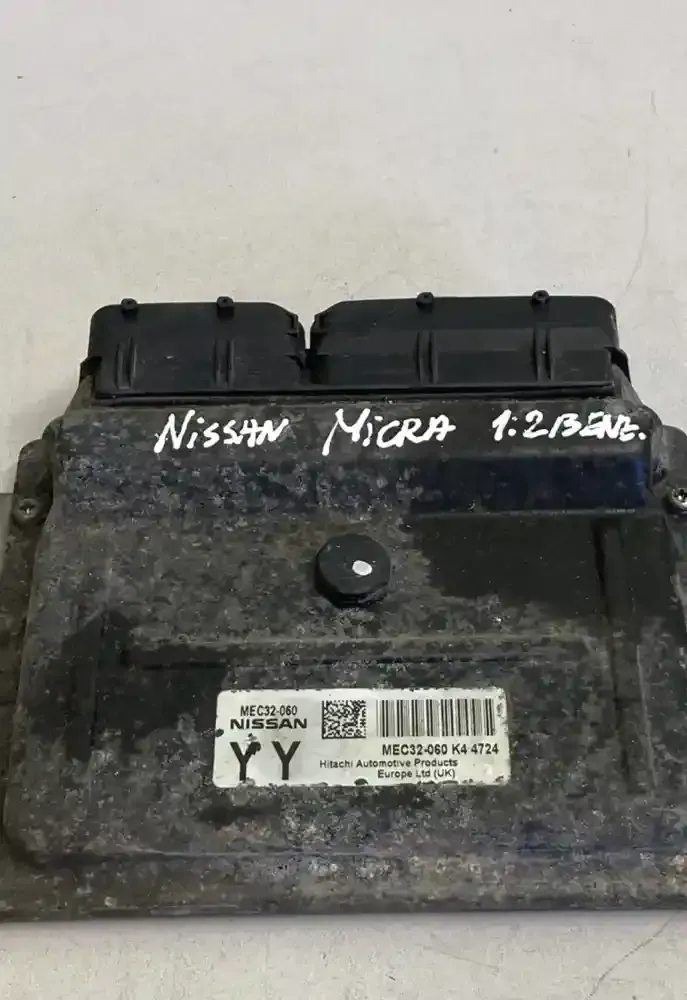 NiSSAN MiCRA 1:2 BENZ.
MEC32-060
NISSAN
YY
MEC32-060 K4 4724
Hitachi Automotive Products
Europe Ltd (UK)